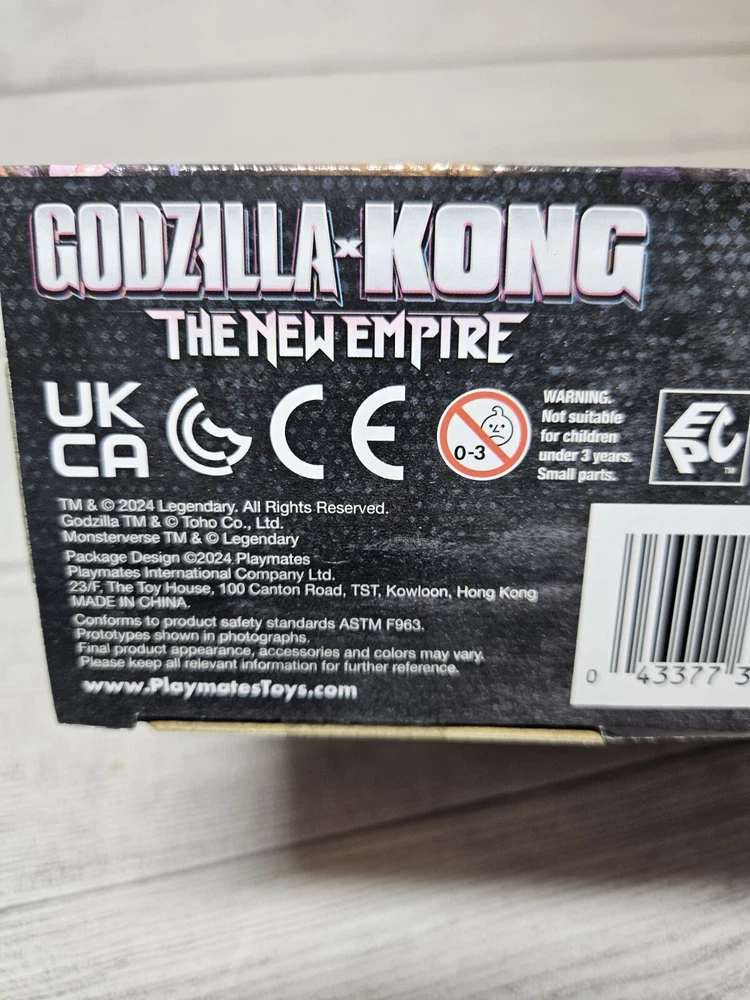 GODZILLA x KONG
THE NEW EMPIRE
UK
CA
CE
0-3
WARNING.
Not suitable
for children
under 3 years.
Small parts.
EPC
TM
TM & © 2024 Legendary. All Rights Reserved.
Godzilla TM & © Toho Co., Ltd.
Monsterverse TM & © Legendary
Package Design ©2024 Playmates
Playmates International Company Ltd.
23/F, The Toy House, 100 Canton Road, TST, Kowloon, Hong Kong
MADE IN CHINA.
Conforms to product safety standards ASTM F963.
Prototypes shown in photographs.
Final product appearance, accessories and colors may vary.
Please keep all relevant information for further reference.
www.PlaymatesToys.com
0 43377 3